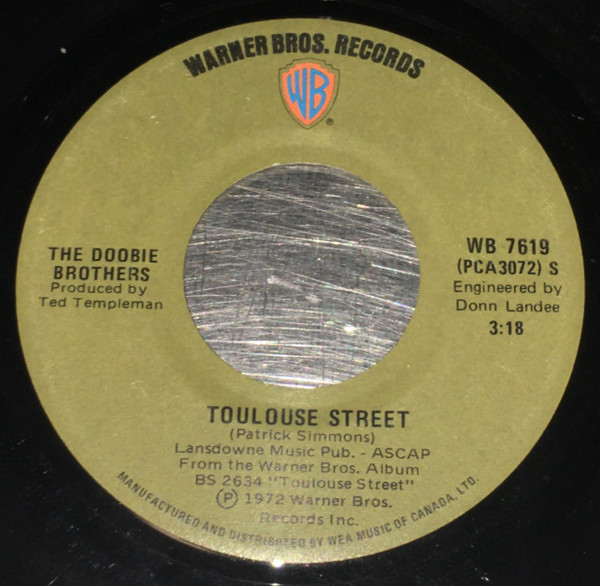 WARNER BROS. RECORDS
WB
®
THE DOOBIE
BROTHERS
Produced by
Ted Templeman
WB 7619
(PCA3072) S
Engineered by
Donn Landee
3:18
TOULOUSE STREET
(Patrick Simmons)
Lansdowne Music Pub. - ASCAP
From the Warner Bros. Album
BS 2634 "Toulouse Street"
Ⓟ 1972 Warner Bros.
Records Inc.
MANUFACTURED AND DISTRIBUTED BY WEA MUSIC OF CANADA, LTD.